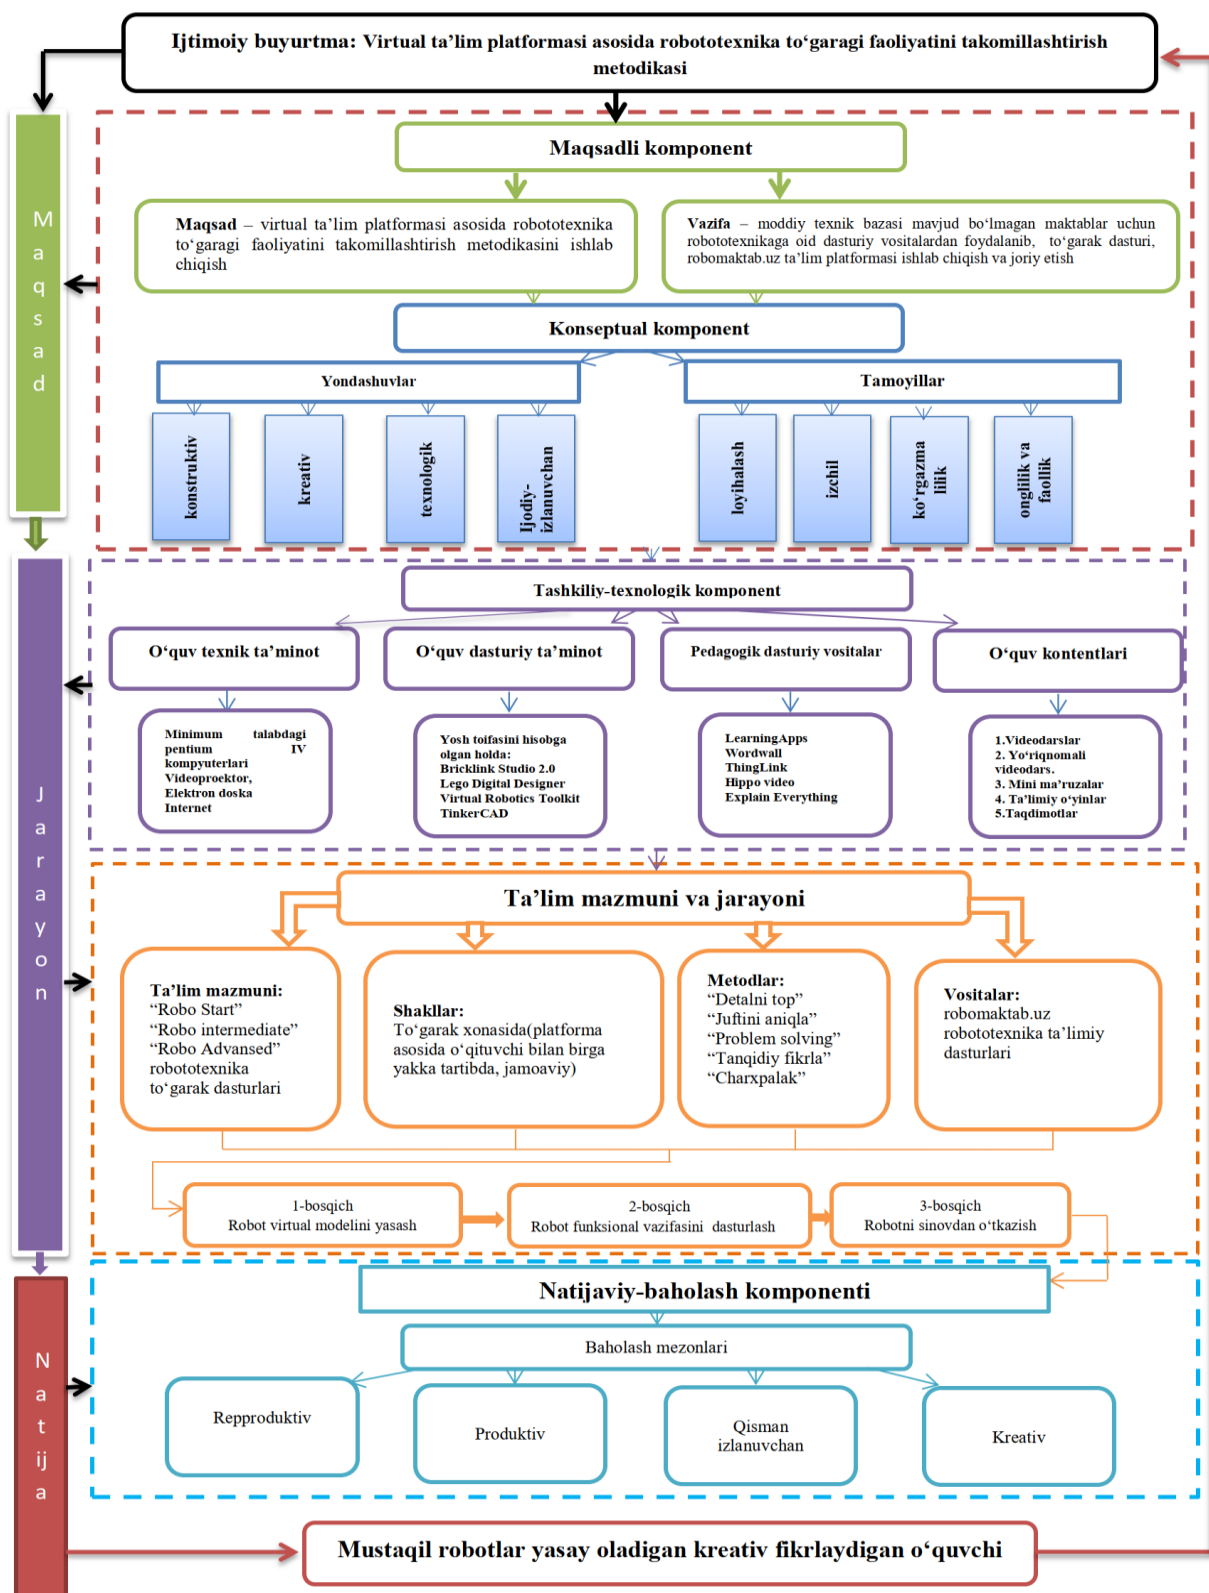 Ijtimoiy buyurtma: Virtual ta’lim platformasi asosida robototexnika to‘garagi faoliyatini takomillashtirish
metodikasi
Maqsad
Maqsadli komponent
Maqsad – virtual ta’lim platformasi asosida robototexnika
to‘garagi faoliyatini takomillashtirish metodikasini ishlab
chiqish
Vazifa – moddiy texnik bazasi mavjud bo‘lmagan maktablar uchun
robototexnikaga oid dasturiy vositalardan foydalanib, to‘garak dasturi,
robomaktab.uz ta’lim platformasi ishlab chiqish va joriy etish
Konseptual komponent
Yondashuvlar
Tamoyillar
konstruktiv
kreativ
texnologik
Ijodiy-
izlanuvchan
loyihalash
izchil
ko‘rgazma
lilik
onglilik va
faollik
Jarayon
Tashkiliy-texnologik komponent
O‘quv texnik ta’minot
O‘quv dasturiy ta’minot
Pedagogik dasturiy vositalar
O‘quv kontentlari
Minimum talabdagi
pentium IV
kompyuterlari
Videoproektor,
Elektron doska
Internet
Yosh toifasini hisobga
olgan holda:
Bricklink Studio 2.0
Lego Digital Designer
Virtual Robotics Toolkit
TinkerCAD
LearningApps
Wordwall
ThingLink
Hippo video
Explain Everything
1.Videodarslar
2. Yo‘riqnomali
videodars.
3. Mini ma’ruzalar
4. Ta’limiy o‘yinlar
5.Taqdimotlar
Ta’lim mazmuni va jarayoni
Ta’lim mazmuni:
“Robo Start”
“Robo intermediate”
“Robo Advansed”
robototexnika
to‘garak dasturlari
Shakllar:
To‘garak xonasida(platforma
asosida o‘qituvchi bilan birga
yakka tartibda, jamoaviy)
Metodlar:
“Detalni top”
“Juftini aniqla”
“Problem solving”
“Tanqidiy fikrla”
“Charxpalak”
Vositalar:
robomaktab.uz
robototexnika ta’limiy
dasturlari
1-bosqich
Robot virtual modelini yasash
2-bosqich
Robot funksional vazifasini dasturlash
3-bosqich
Robotni sinovdan o‘tkazish
Natija
Natijaviy-baholash komponenti
Baholash mezonlari
Repproduktiv
Produktiv
Qisman
izlanuvchan
Kreativ
Mustaqil robotlar yasay oladigan kreativ fikrlaydigan o‘quvchi